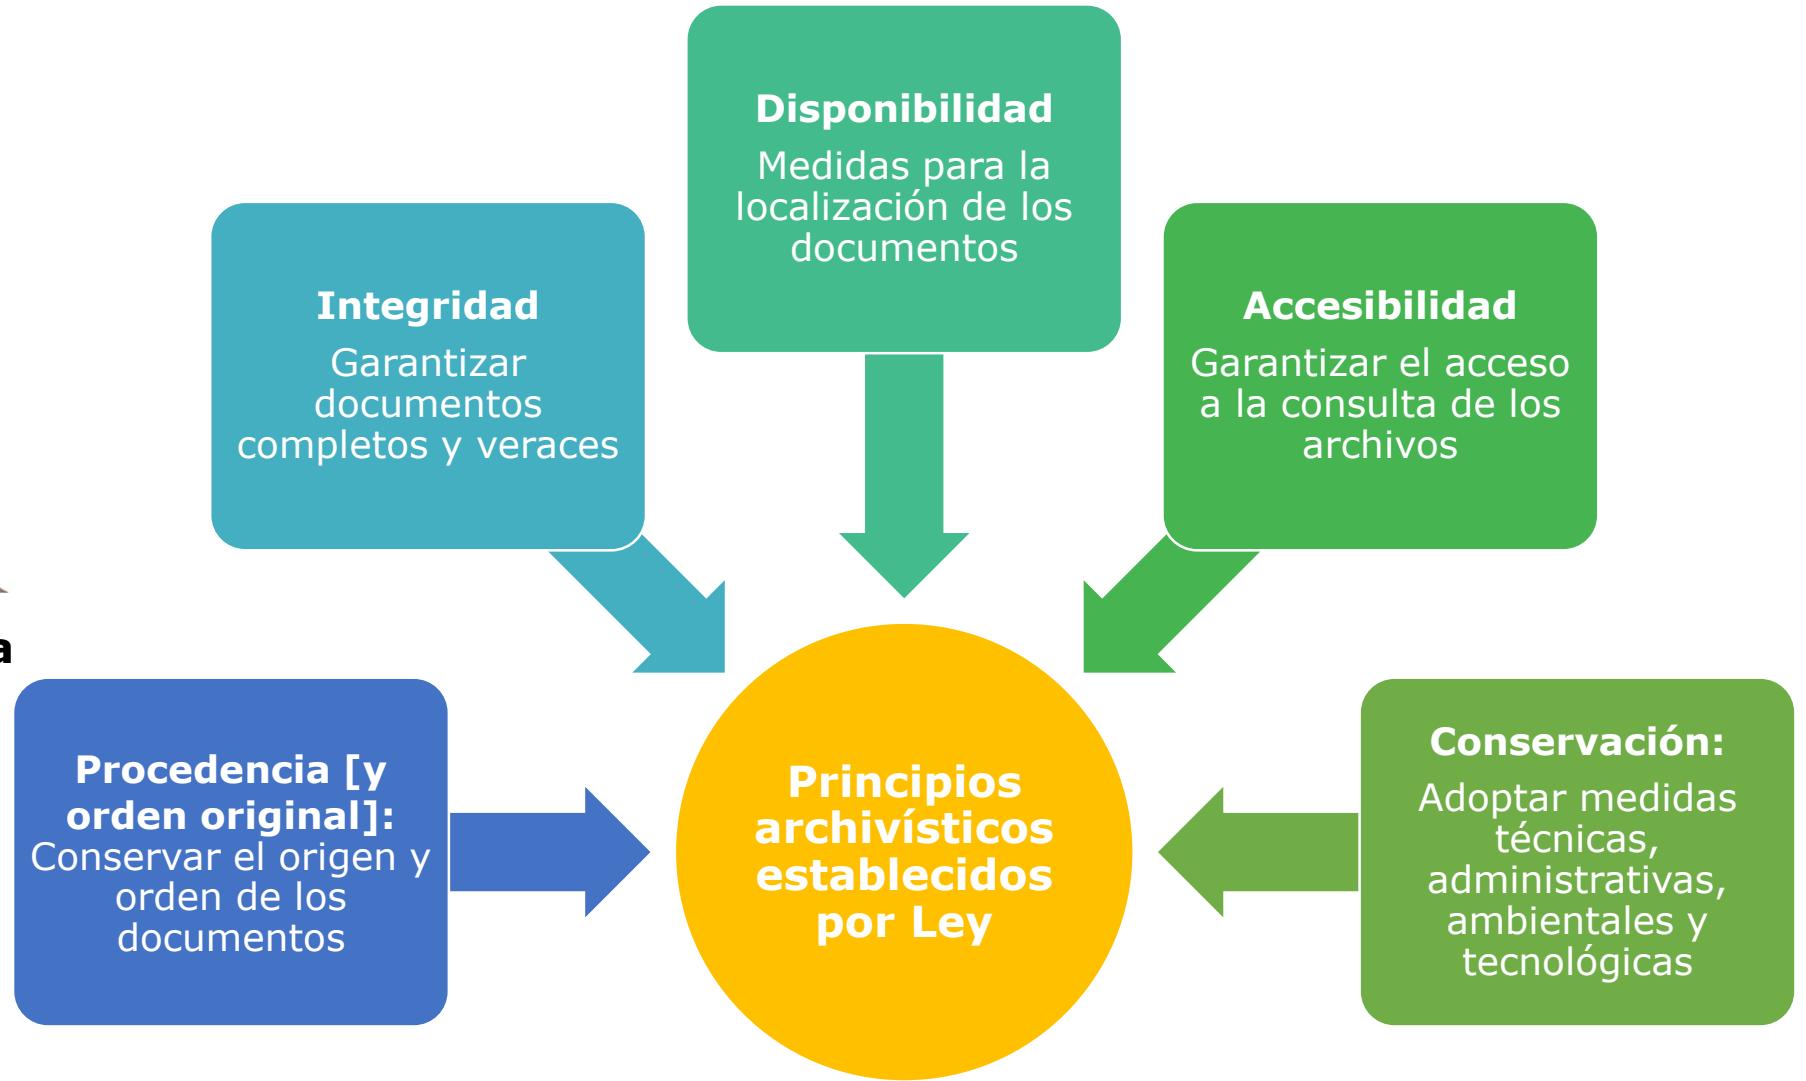 Disponibilidad
Medidas para la
localización de los
documentos
Integridad
Garantizar
documentos
completos y veraces
Accesibilidad
Garantizar el acceso
a la consulta de los
archivos
a
Procedencia [y
orden original]:
Conservar el origen y
orden de los
documentos
Principios
archivísticos
establecidos
por Ley
Conservación:
Adoptar medidas
técnicas,
administrativas,
ambientales y
tecnológicas